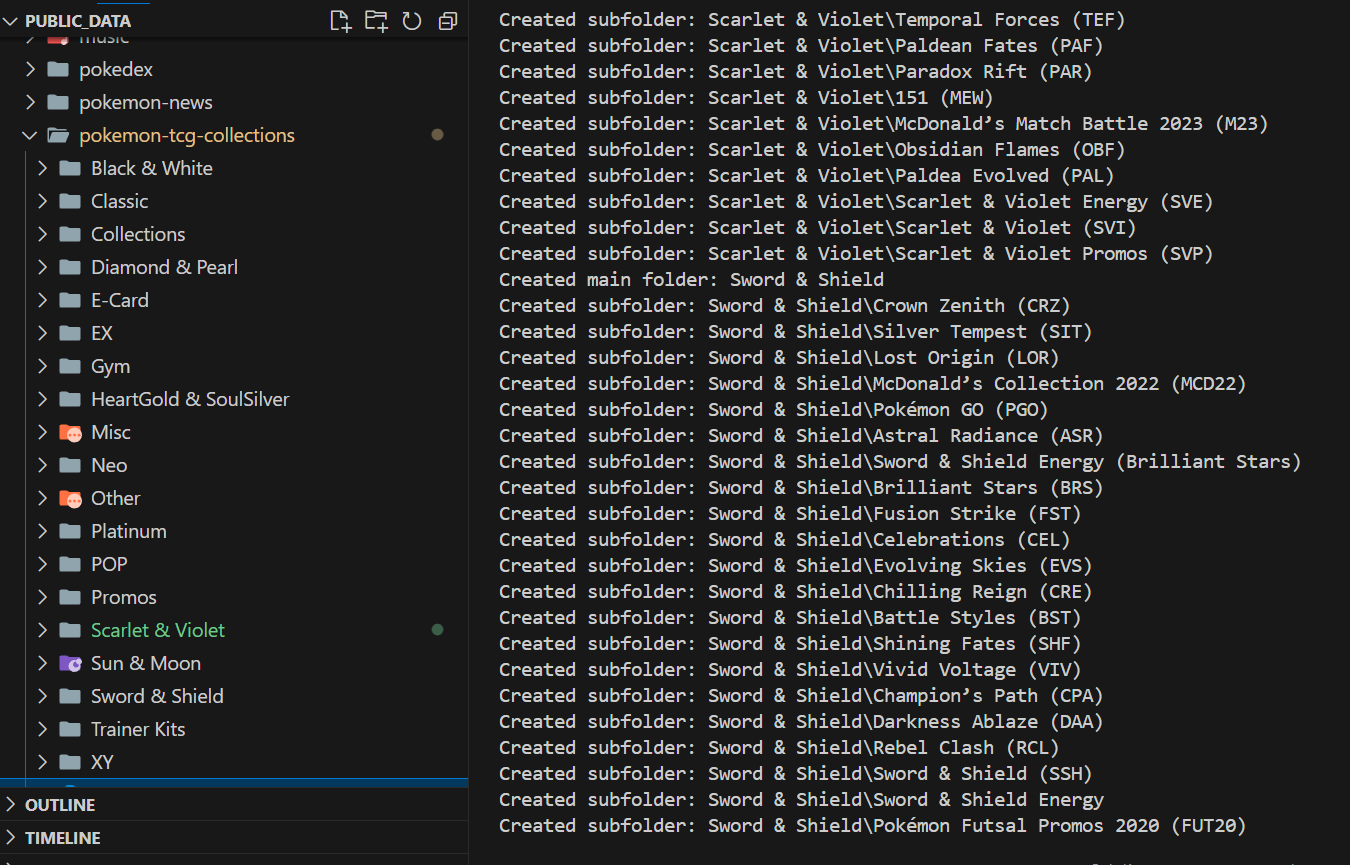 PUBLIC_DATA
music
pokedex
pokemon-news
pokemon-tcg-collections
Black & White
Classic
Collections
Diamond & Pearl
E-Card
EX
Gym
HeartGold & SoulSilver
Misc
Neo
Other
Platinum
POP
Promos
Scarlet & Violet
Sun & Moon
Sword & Shield
Trainer Kits
XY
OUTLINE
TIMELINE
Created subfolder: Scarlet & Violet\Temporal Forces (TEF)
Created subfolder: Scarlet & Violet\Paldean Fates (PAF)
Created subfolder: Scarlet & Violet\Paradox Rift (PAR)
Created subfolder: Scarlet & Violet\151 (MEW)
Created subfolder: Scarlet & Violet\McDonald’s Match Battle 2023 (M23)
Created subfolder: Scarlet & Violet\Obsidian Flames (OBF)
Created subfolder: Scarlet & Violet\Paldea Evolved (PAL)
Created subfolder: Scarlet & Violet\Scarlet & Violet Energy (SVE)
Created subfolder: Scarlet & Violet\Scarlet & Violet (SVI)
Created subfolder: Scarlet & Violet\Scarlet & Violet Promos (SVP)
Created main folder: Sword & Shield
Created subfolder: Sword & Shield\Crown Zenith (CRZ)
Created subfolder: Sword & Shield\Silver Tempest (SIT)
Created subfolder: Sword & Shield\Lost Origin (LOR)
Created subfolder: Sword & Shield\McDonald’s Collection 2022 (MCD22)
Created subfolder: Sword & Shield\Pokémon GO (PGO)
Created subfolder: Sword & Shield\Astral Radiance (ASR)
Created subfolder: Sword & Shield\Sword & Shield Energy (Brilliant Stars)
Created subfolder: Sword & Shield\Brilliant Stars (BRS)
Created subfolder: Sword & Shield\Fusion Strike (FST)
Created subfolder: Sword & Shield\Celebrations (CEL)
Created subfolder: Sword & Shield\Evolving Skies (EVS)
Created subfolder: Sword & Shield\Chilling Reign (CRE)
Created subfolder: Sword & Shield\Battle Styles (BST)
Created subfolder: Sword & Shield\Shining Fates (SHF)
Created subfolder: Sword & Shield\Vivid Voltage (VIV)
Created subfolder: Sword & Shield\Champion’s Path (CPA)
Created subfolder: Sword & Shield\Darkness Ablaze (DAA)
Created subfolder: Sword & Shield\Rebel Clash (RCL)
Created subfolder: Sword & Shield\Sword & Shield (SSH)
Created subfolder: Sword & Shield\Sword & Shield Energy
Created subfolder: Sword & Shield\Pokémon Futsal Promos 2020 (FUT20)